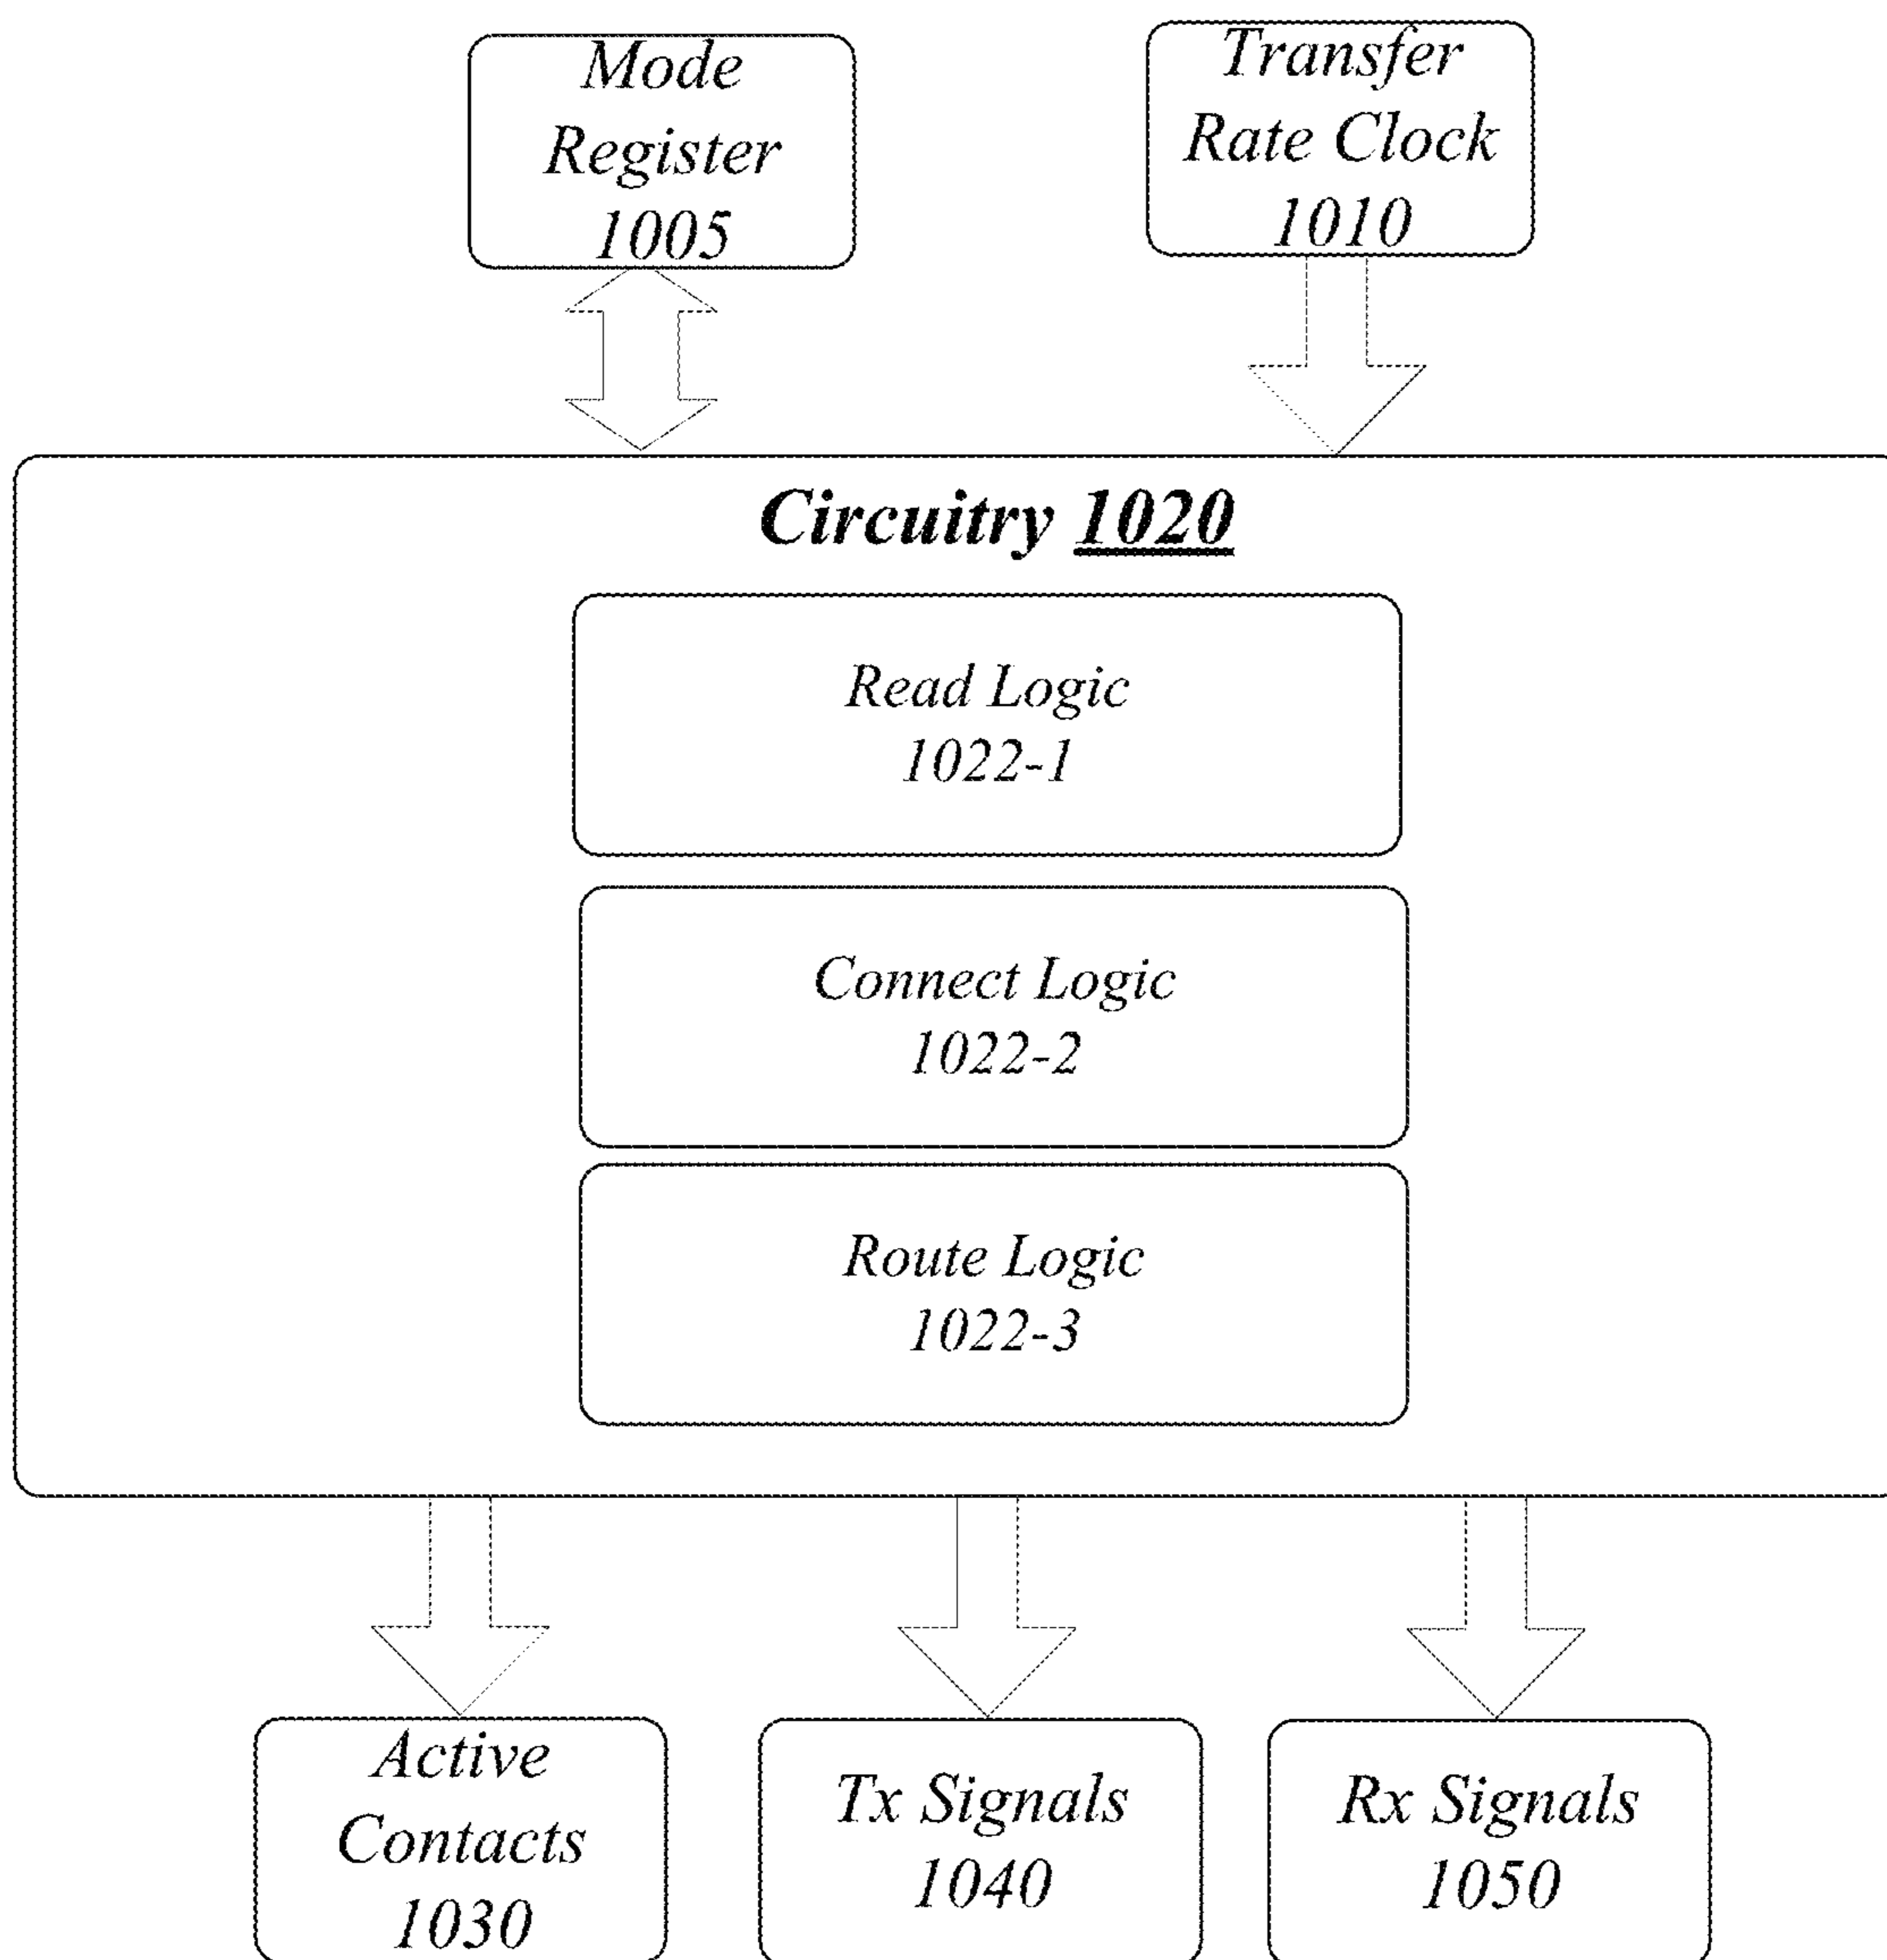 Mode
Register
1005
Transfer
Rate Clock
1010
Circuitry 1020
Read Logic
1022-1
Connect Logic
1022-2
Route Logic
1022-3
Active
Contacts
1030
Tx Signals
1040
Rx Signals
1050